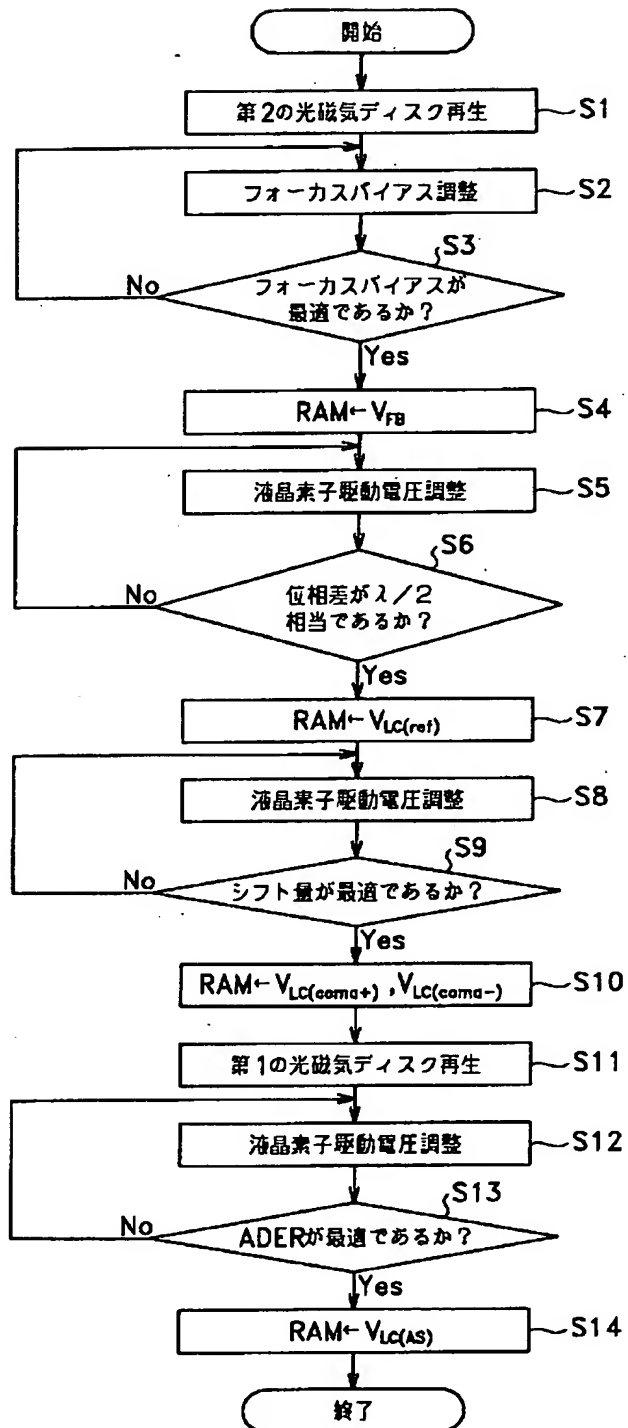 開始
第2の光磁気ディスク再生
S1
フォーカスバイアス調整
S2
S3
No
フォーカスバイアスが
最適であるか?
Yes
RAM←V_FB
S4
液晶素子駆動電圧調整
S5
S6
No
位相差がλ/2
相当であるか?
Yes
RAM←V_LC(ref)
S7
液晶素子駆動電圧調整
S8
S9
No
シフト量が最適であるか?
Yes
RAM←V_LC(coma+),V_LC(coma-)
S10
第1の光磁気ディスク再生
S11
液晶素子駆動電圧調整
S12
S13
No
ADERが最適であるか?
Yes
RAM←V_LC(AS)
S14
終了